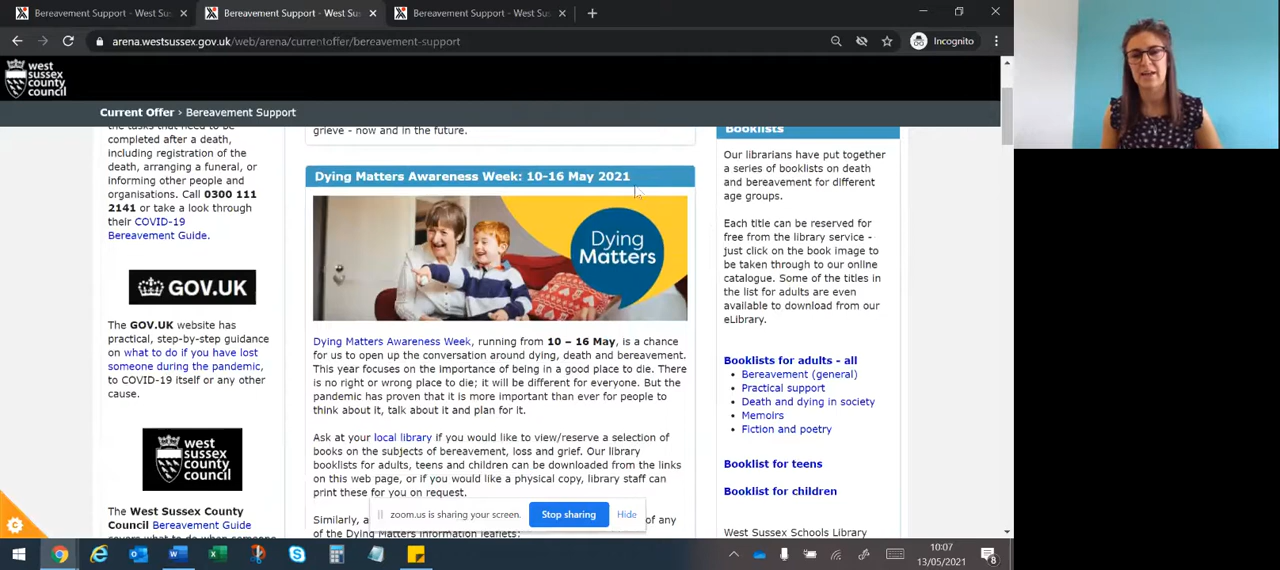 Bereavement Support - West Sus
Bereavement Support - West Sus
Bereavement Support - West Sus
arena.westsussex.gov.uk/web/arena/currentoffer/bereavement-support
Incognito
west
sussex
county
council
Current Offer › Bereavement Support
the tasks that need to be
completed after a death,
including registration of the
death, arranging a funeral, or
informing other people and
organisations. Call 0300 111
2141 or take a look through
their COVID-19
Bereavement Guide.
GOV.UK
The GOV.UK website has
practical, step-by-step guidance
on what to do if you have lost
someone during the pandemic,
to COVID-19 itself or any other
cause.
west
sussex
county
council
The West Sussex County
Council Bereavement Guide
covers what to do when someone
grieve - now and in the future.
Dying Matters Awareness Week: 10-16 May 2021
Dying
Matters
Dying Matters Awareness Week, running from 10 – 16 May, is a chance
for us to open up the conversation around dying, death and bereavement.
This year focuses on the importance of being in a good place to die. There
is no right or wrong place to die; it will be different for everyone. But the
pandemic has proven that it is more important than ever for people to
think about it, talk about it and plan for it.
Ask at your local library if you would like to view/reserve a selection of
books on the subjects of bereavement, loss and grief. Our library
booklists for adults, teens and children can be downloaded from the links
on this web page, or if you would like a physical copy, library staff can
print these for you on request.
Similarly, a
of any
of the Dying Matters information leaflets:
Booklists
Our librarians have put together
a series of booklists on death
and bereavement for different
age groups.
Each title can be reserved for
free from the library service -
just click on the book image to
be taken through to our online
catalogue. Some of the titles in
the list for adults are even
available to download from our
eLibrary.
Booklists for adults - all
• Bereavement (general)
• Practical support
• Death and dying in society
• Memoirs
• Fiction and poetry
Booklist for teens
Booklist for children
West Sussex Schools Library
zoom.us is sharing your screen.
Stop sharing
Hide
10:07
13/05/2021
8